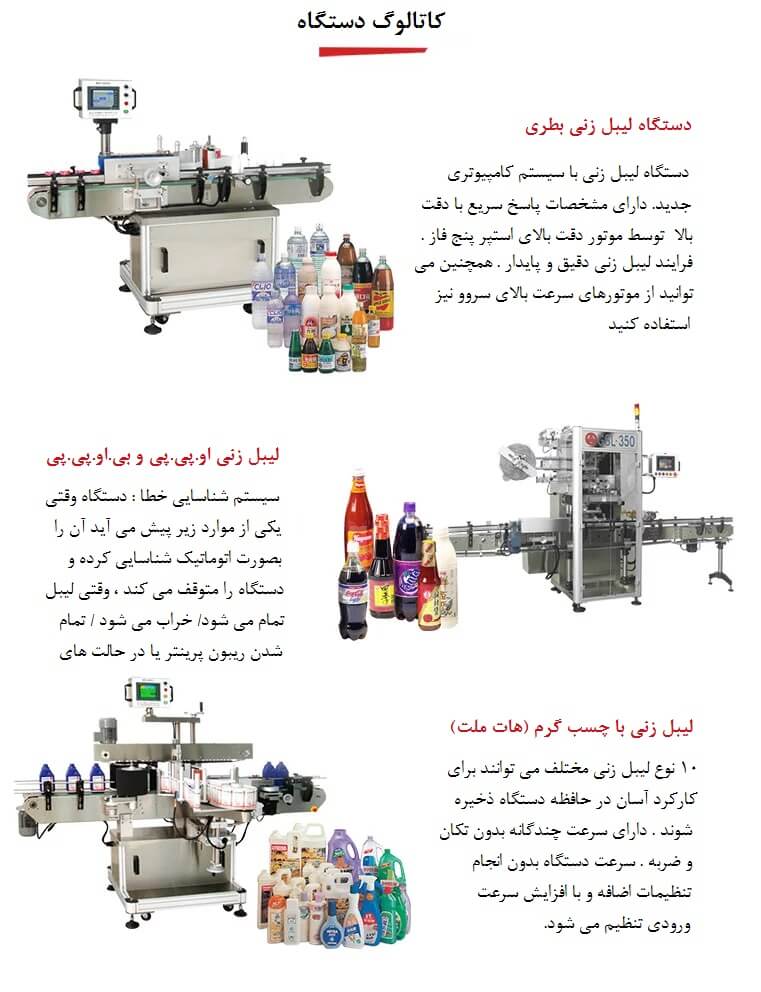 کاتالوگ دستگاه
دستگاه لیبل زنی بطری
دستگاه لیبل زنی با سیستم کامپیوتری
جدید. دارای مشخصات پاسخ سریع با دقت
بالا توسط موتور دقت بالای استپر پنج فاز .
فرایند لیبل زنی دقیق و پایدار . همچنین می
توانید از موتورهای سرعت بالای سروو نیز
استفاده کنید
لیبل زنی او.پی.پی و بی.او.پی.پی
سیستم شناسایی خطا : دستگاه وقتی
یکی از موارد زیر پیش می آید آن را
بصورت اتوماتیک شناسایی کرده و
دستگاه را متوقف می کند ، وقتی لیبل
تمام می شود/ خراب می شود / تمام
شدن ریبون پرینتر یا در حالت های
SL-350
لیبل زنی با چسب گرم (هات ملت)
۱۰ نوع لیبل زنی مختلف می توانند برای
کارکرد آسان در حافظه دستگاه ذخیره
شوند . دارای سرعت چندگانه بدون تکان
و ضربه . سرعت دستگاه بدون انجام
تنظیمات اضافه و با افزایش سرعت
ورودی تنظیم می شود.